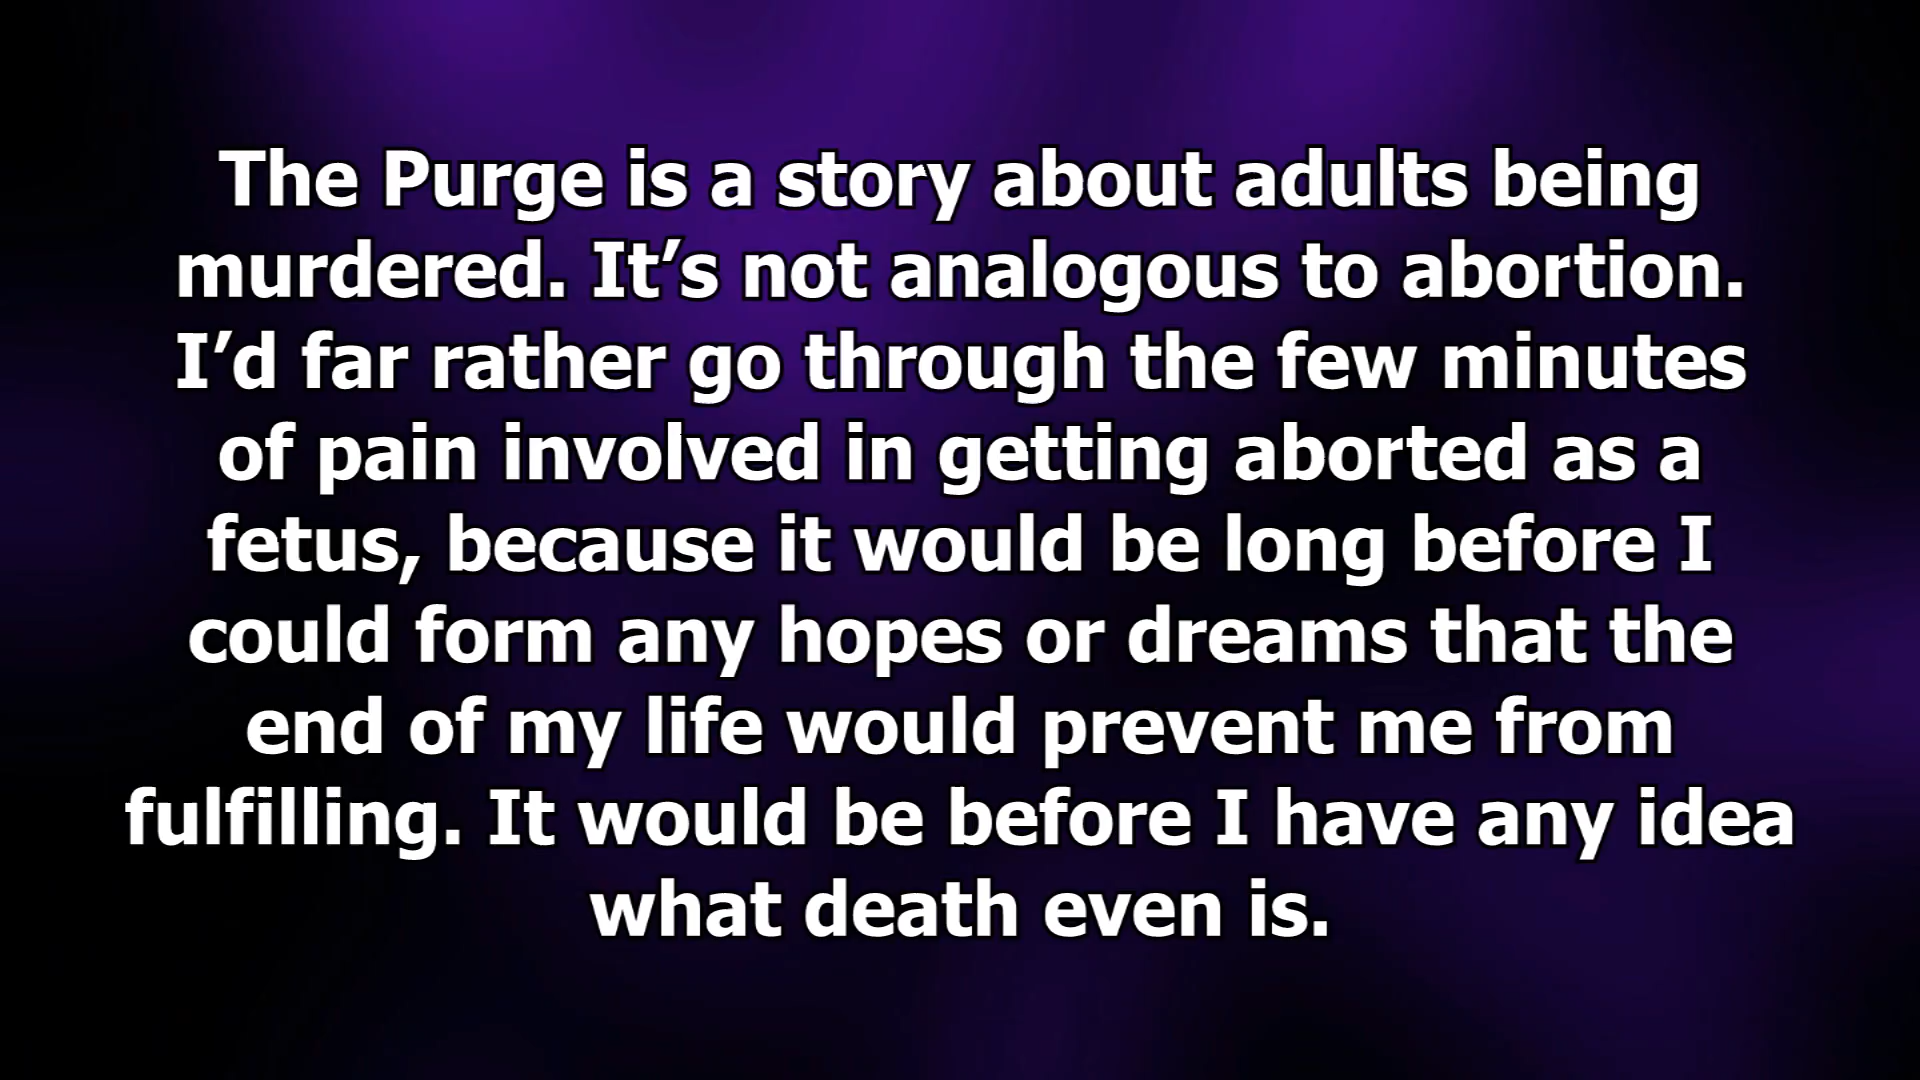 The Purge is a story about adults being
murdered. It’s not analogous to abortion.
I’d far rather go through the few minutes
of pain involved in getting aborted as a
fetus, because it would be long before I
could form any hopes or dreams that the
end of my life would prevent me from
fulfilling. It would be before I have any idea
what death even is.